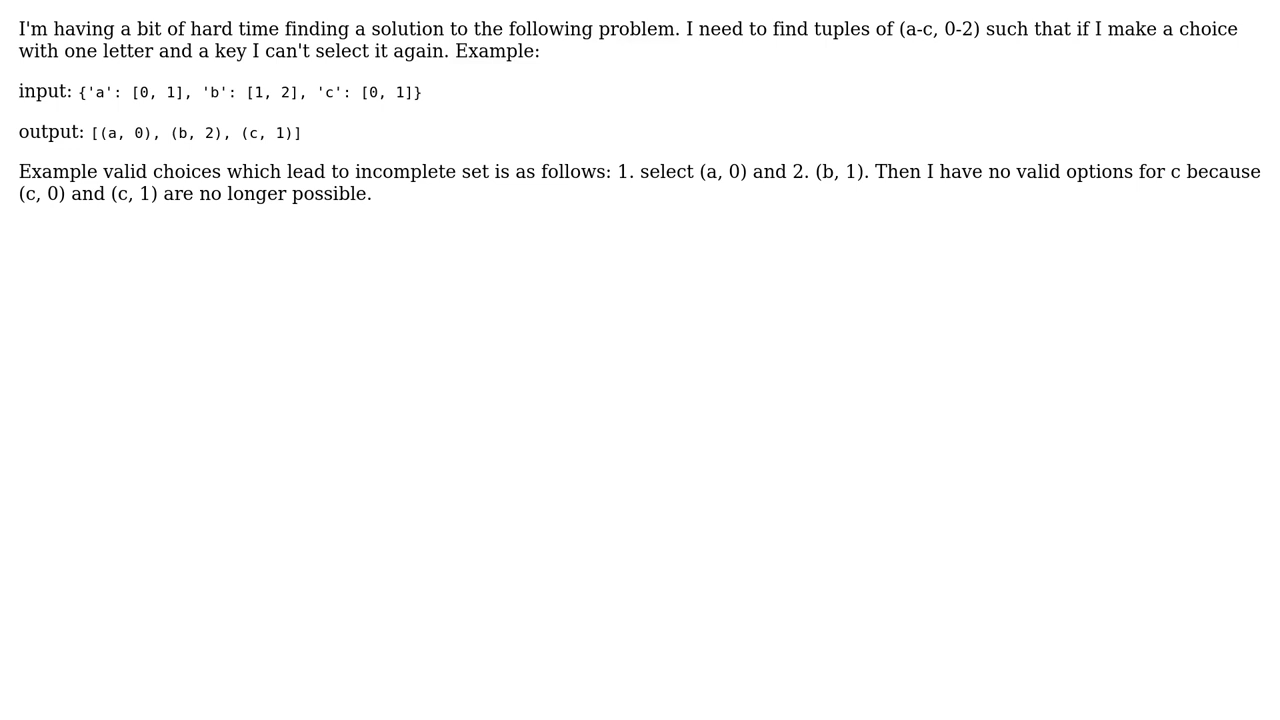 I'm having a bit of hard time finding a solution to the following problem. I need to find tuples of (a-c, 0-2) such that if I make a choice
with one letter and a key I can't select it again. Example:
input: {'a': [0, 1], 'b': [1, 2], 'c': [0, 1]}
output: [(a, 0), (b, 2), (c, 1)]
Example valid choices which lead to incomplete set is as follows: 1. select (a, 0) and 2. (b, 1). Then I have no valid options for c because
(c, 0) and (c, 1) are no longer possible.